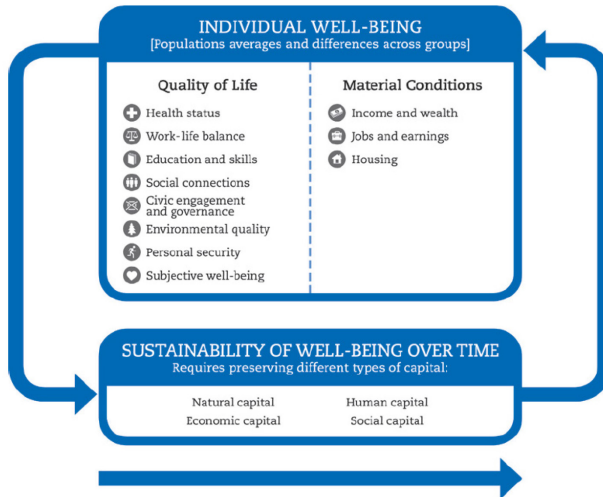 INDIVIDUAL WELL-BEING
[Populations averages and differences across groups]
Quality of Life
Health status
Work-life balance
Education and skills
Social connections
Civic engagement
and governance
Environmental quality
Personal security
Subjective well-being
Material Conditions
Income and wealth
Jobs and earnings
Housing
SUSTAINABILITY OF WELL-BEING OVER TIME
Requires preserving different types of capital:
Natural capital
Human capital
Economic capital
Social capital